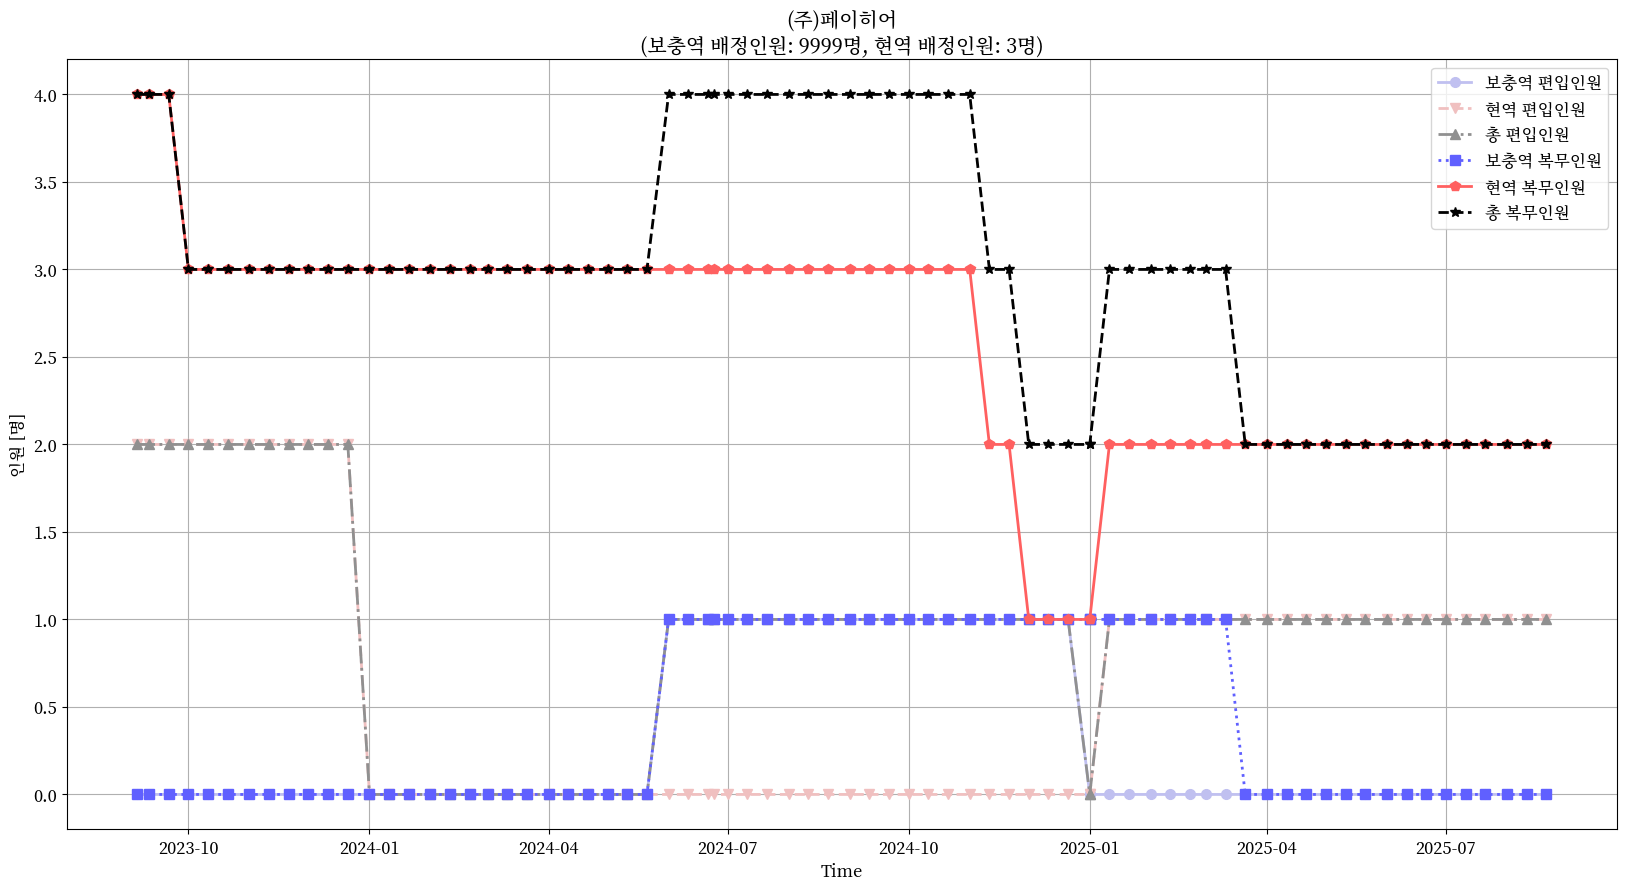 (주)페이히어
(보충역 배정인원: 9999명, 현역 배정인원: 3명)
보충역 편입인원
현역 편입인원
총 편입인원
보충역 복무인원
현역 복무인원
총 복무인원
인원 [명]
4.0
3.5
3.0
2.5
2.0
1.5
1.0
0.5
0.0
2023-10 2024-01 2024-04 2024-07 2024-10 2025-01 2025-04 2025-07
Time